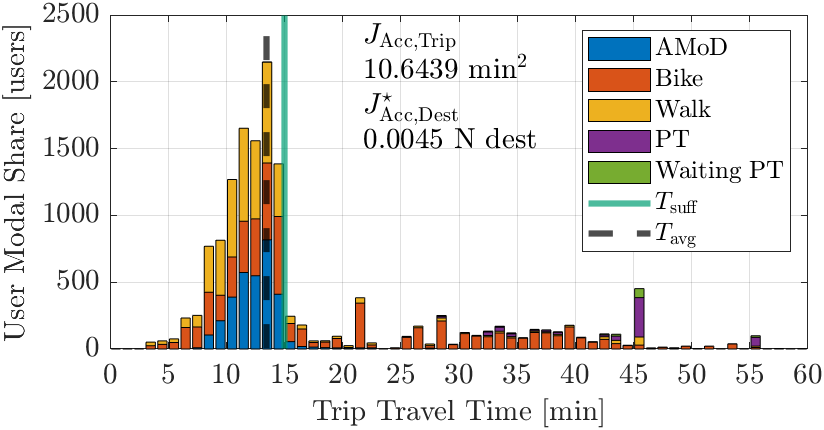 2500
2000
1500
1000
500
0
User Modal Share [users]
J_Acc,Trip
10.6439 min²
J⋆_Acc,Dest
0.0045 N dest
AMoD
Bike
Walk
PT
Waiting PT
T_suff
T_avg
0 5 10 15 20 25 30 35 40 45 50 55 60
Trip Travel Time [min]